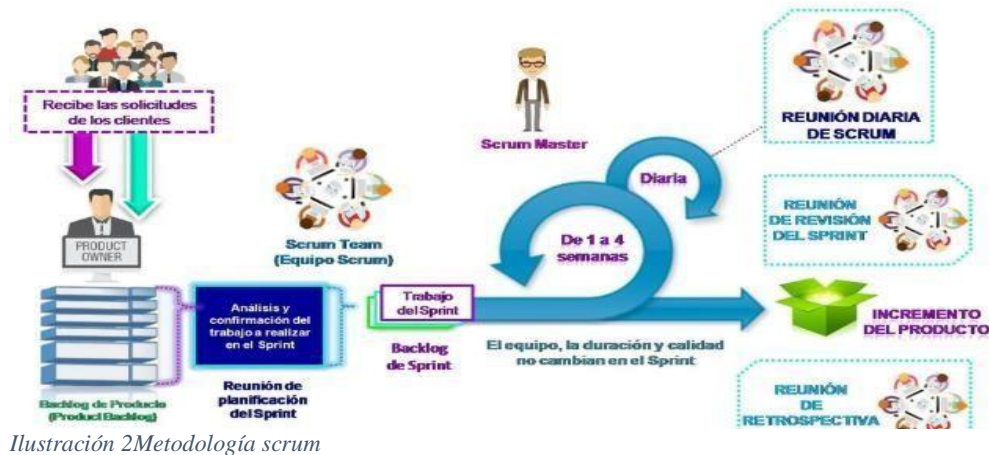 Recibe las solicitudes
de los clientes
PRODUCT
OWNER
Backlog de Producto
(Product Backlog)
Scrum Team
(Equipo Scrum)
Análisis y
confirmación del
trabajo a realizar
en el Sprint
Reunión de
planificación
del Sprint
Trabajo
del Sprint
Backlog
de Sprint
Scrum Master
Diaria
De 1 a 4
semanas
El equipo, la duración y calidad
no cambian en el Sprint
REUNIÓN DIARIA
DE SCRUM
REUNIÓN
DE REVISIÓN
DEL SPRINT
INCREMENTO
DEL PRODUCTO
REUNIÓN
DE
RETROSPECTIVA
Ilustración 2Metodología scrum